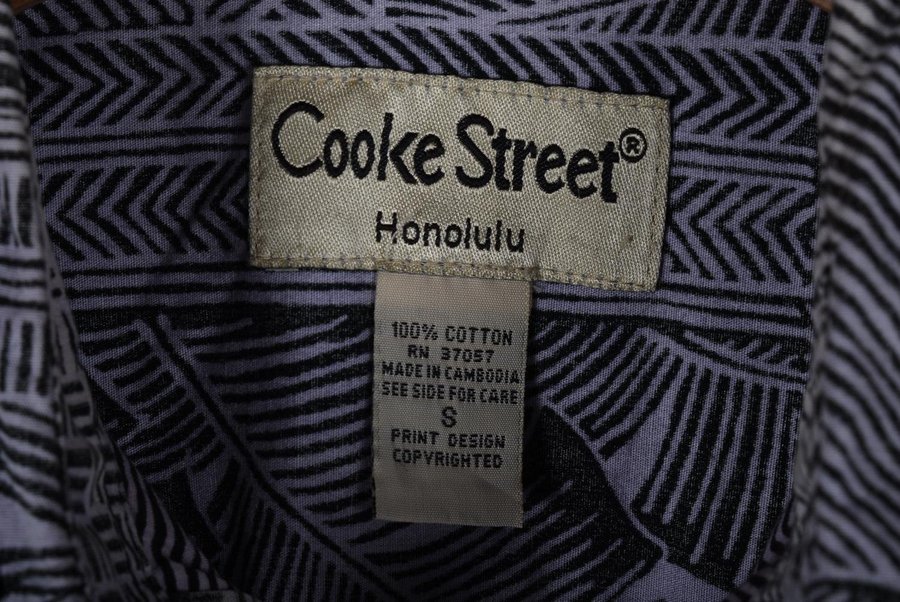 Cooke Street®
Honolulu
100% COTTON
RN 37057
MADE IN CAMBODIA
SEE SIDE FOR CARE
S
PRINT DESIGN
COPYRIGHTED